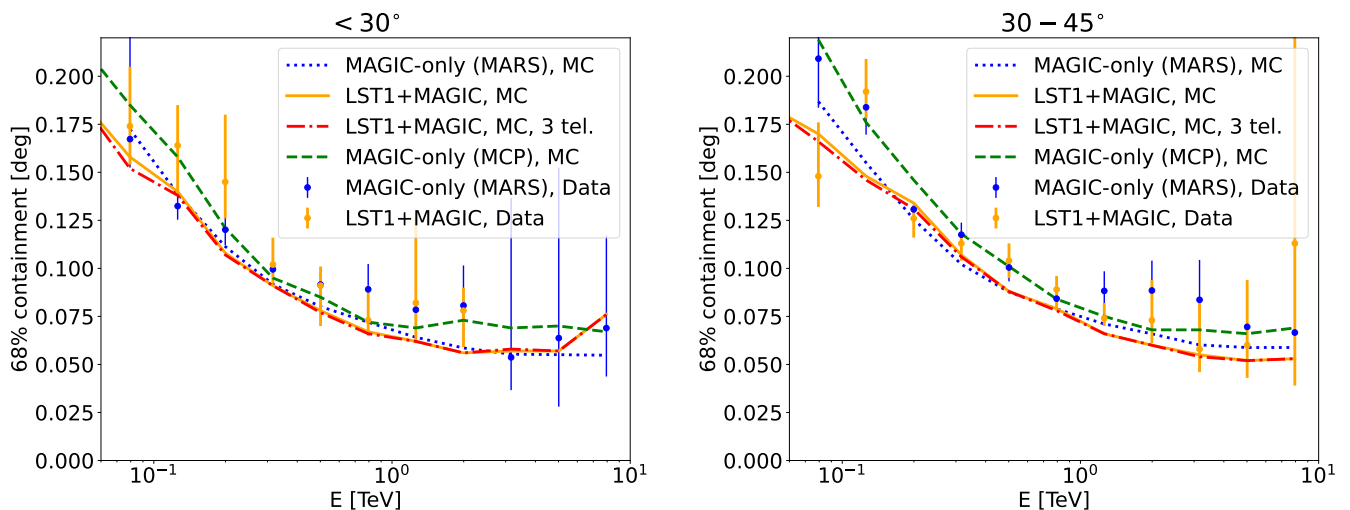 < 30°
68% containment [deg]
0.200
0.175
0.150
0.125
0.100
0.075
0.050
0.025
0.000
MAGIC-only (MARS), MC
LST1+MAGIC, MC
LST1+MAGIC, MC, 3 tel.
MAGIC-only (MCP), MC
MAGIC-only (MARS), Data
LST1+MAGIC, Data
10⁻¹ 10⁰ 10¹
E [TeV]
30 − 45°
68% containment [deg]
0.200
0.175
0.150
0.125
0.100
0.075
0.050
0.025
0.000
MAGIC-only (MARS), MC
LST1+MAGIC, MC
LST1+MAGIC, MC, 3 tel.
MAGIC-only (MCP), MC
MAGIC-only (MARS), Data
LST1+MAGIC, Data
10⁻¹ 10⁰ 10¹
E [TeV]